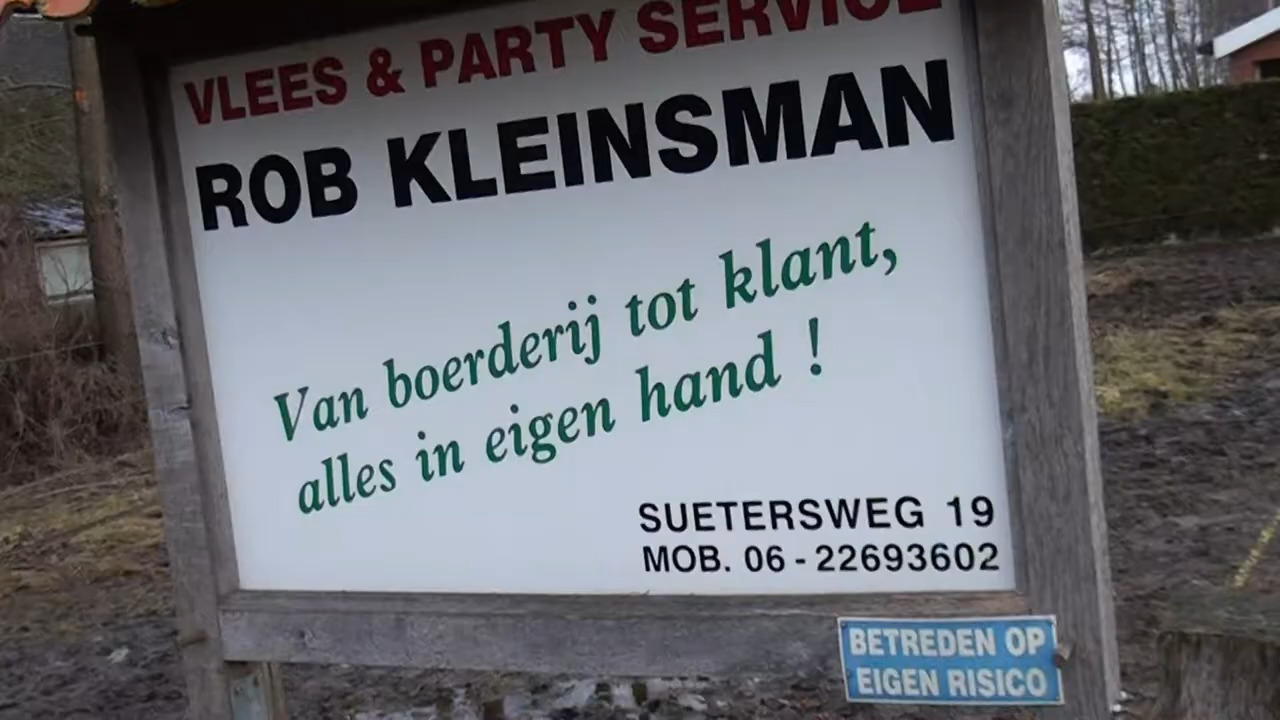 VLEES & PARTY SERVICE
ROB KLEINSMAN
Van boerderij tot klant,
alles in eigen hand !
SUETERSWEG 19
MOB. 06-22693602
BETREDEN OP
EIGEN RISICO